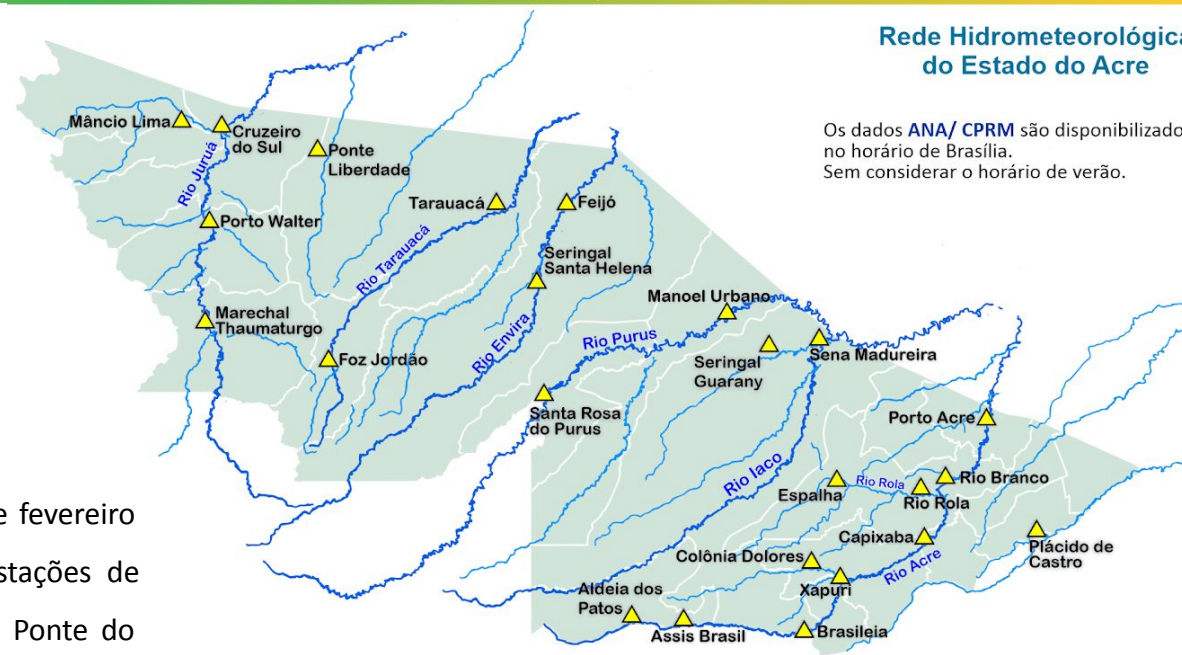 Rede Hidrometeorológica
do Estado do Acre
Os dados ANA/ CPRM são disponibilizado
no horário de Brasília.
Sem considerar o horário de verão.
Mâncio Lima
Cruzeiro
do Sul
Ponte
Liberdade
Rio Juruá
Porto Walter
Tarauacá
Feijó
Rio Tarauacá
Seringal
Santa Helena
Marechal
Thaumaturgo
Foz Jordão
Rio Envira
Manoel Urbano
Rio Purus
Seringal
Guarany
Sena Madureira
Santa Rosa
do Purus
Porto Acre
Rio Iaco
Espalha
Rio Rola
Rio Rola
Rio Branco
Capixaba
Plácido de
Castro
Colônia Dolores
Rio Acre
Xapuri
Aldeia dos
Patos
Assis Brasil
Brasileia
e fevereiro
stações de
Ponte do